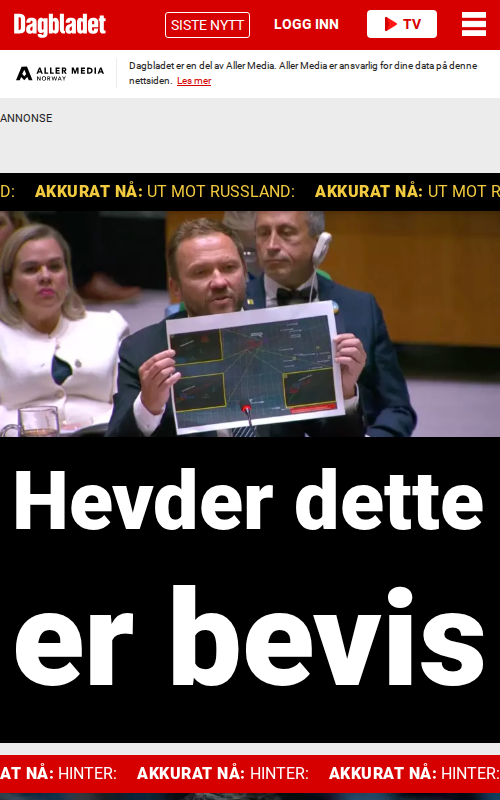 Dagbladet
SISTE NYTT
LOGG INN
TV
ALLER MEDIA
NORWAY
Dagbladet er en del av Aller Media. Aller Media er ansvarlig for dine data på denne
nettsiden. Les mer
ANNONSE
D: AKKURAT NÅ: UT MOT RUSSLAND: AKKURAT NÅ: UT MOT R
Hevder dette
er bevis
AT NÅ: HINTER: AKKURAT NÅ: HINTER: AKKURAT NÅ: HINTER: